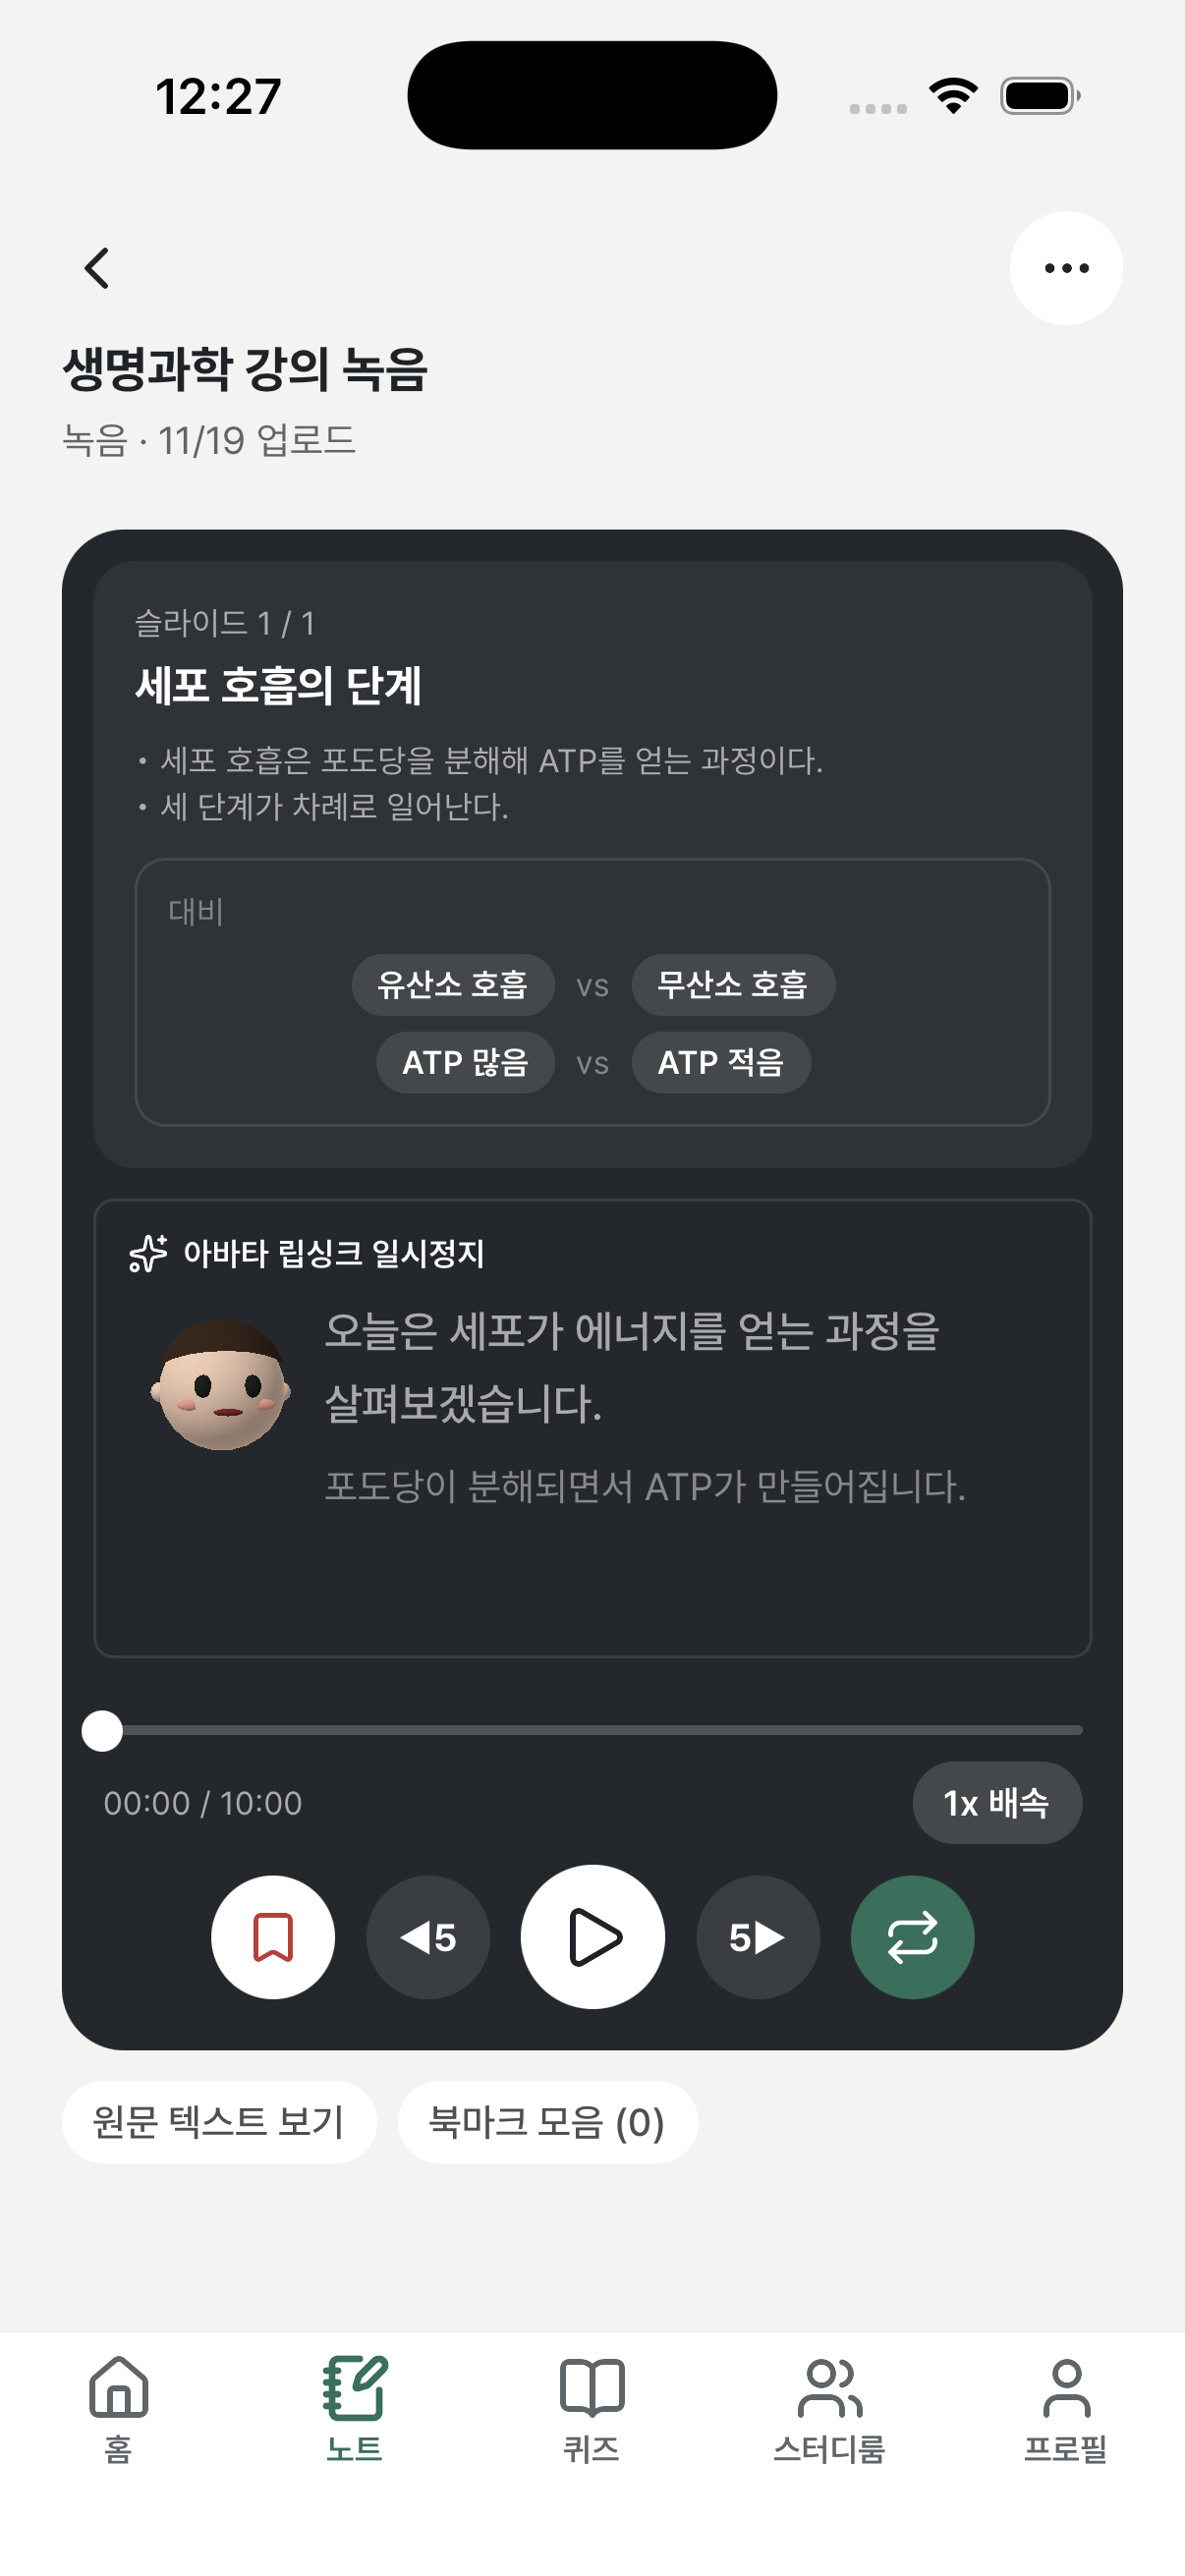 12:27
생명과학 강의 녹음
녹음 · 11/19 업로드
슬라이드 1 / 1
세포 호흡의 단계
• 세포 호흡은 포도당을 분해해 ATP를 얻는 과정이다.
• 세 단계가 차례로 일어난다.
대비
유산소 호흡 vs 무산소 호흡
ATP 많음 vs ATP 적음
아바타 립싱크 일시정지
오늘은 세포가 에너지를 얻는 과정을
살펴보겠습니다.
포도당이 분해되면서 ATP가 만들어집니다.
00:00 / 10:00 1x 배속
◀5 5▶
원문 텍스트 보기 북마크 모음 (0)
홈 노트 퀴즈 스터디룸 프로필